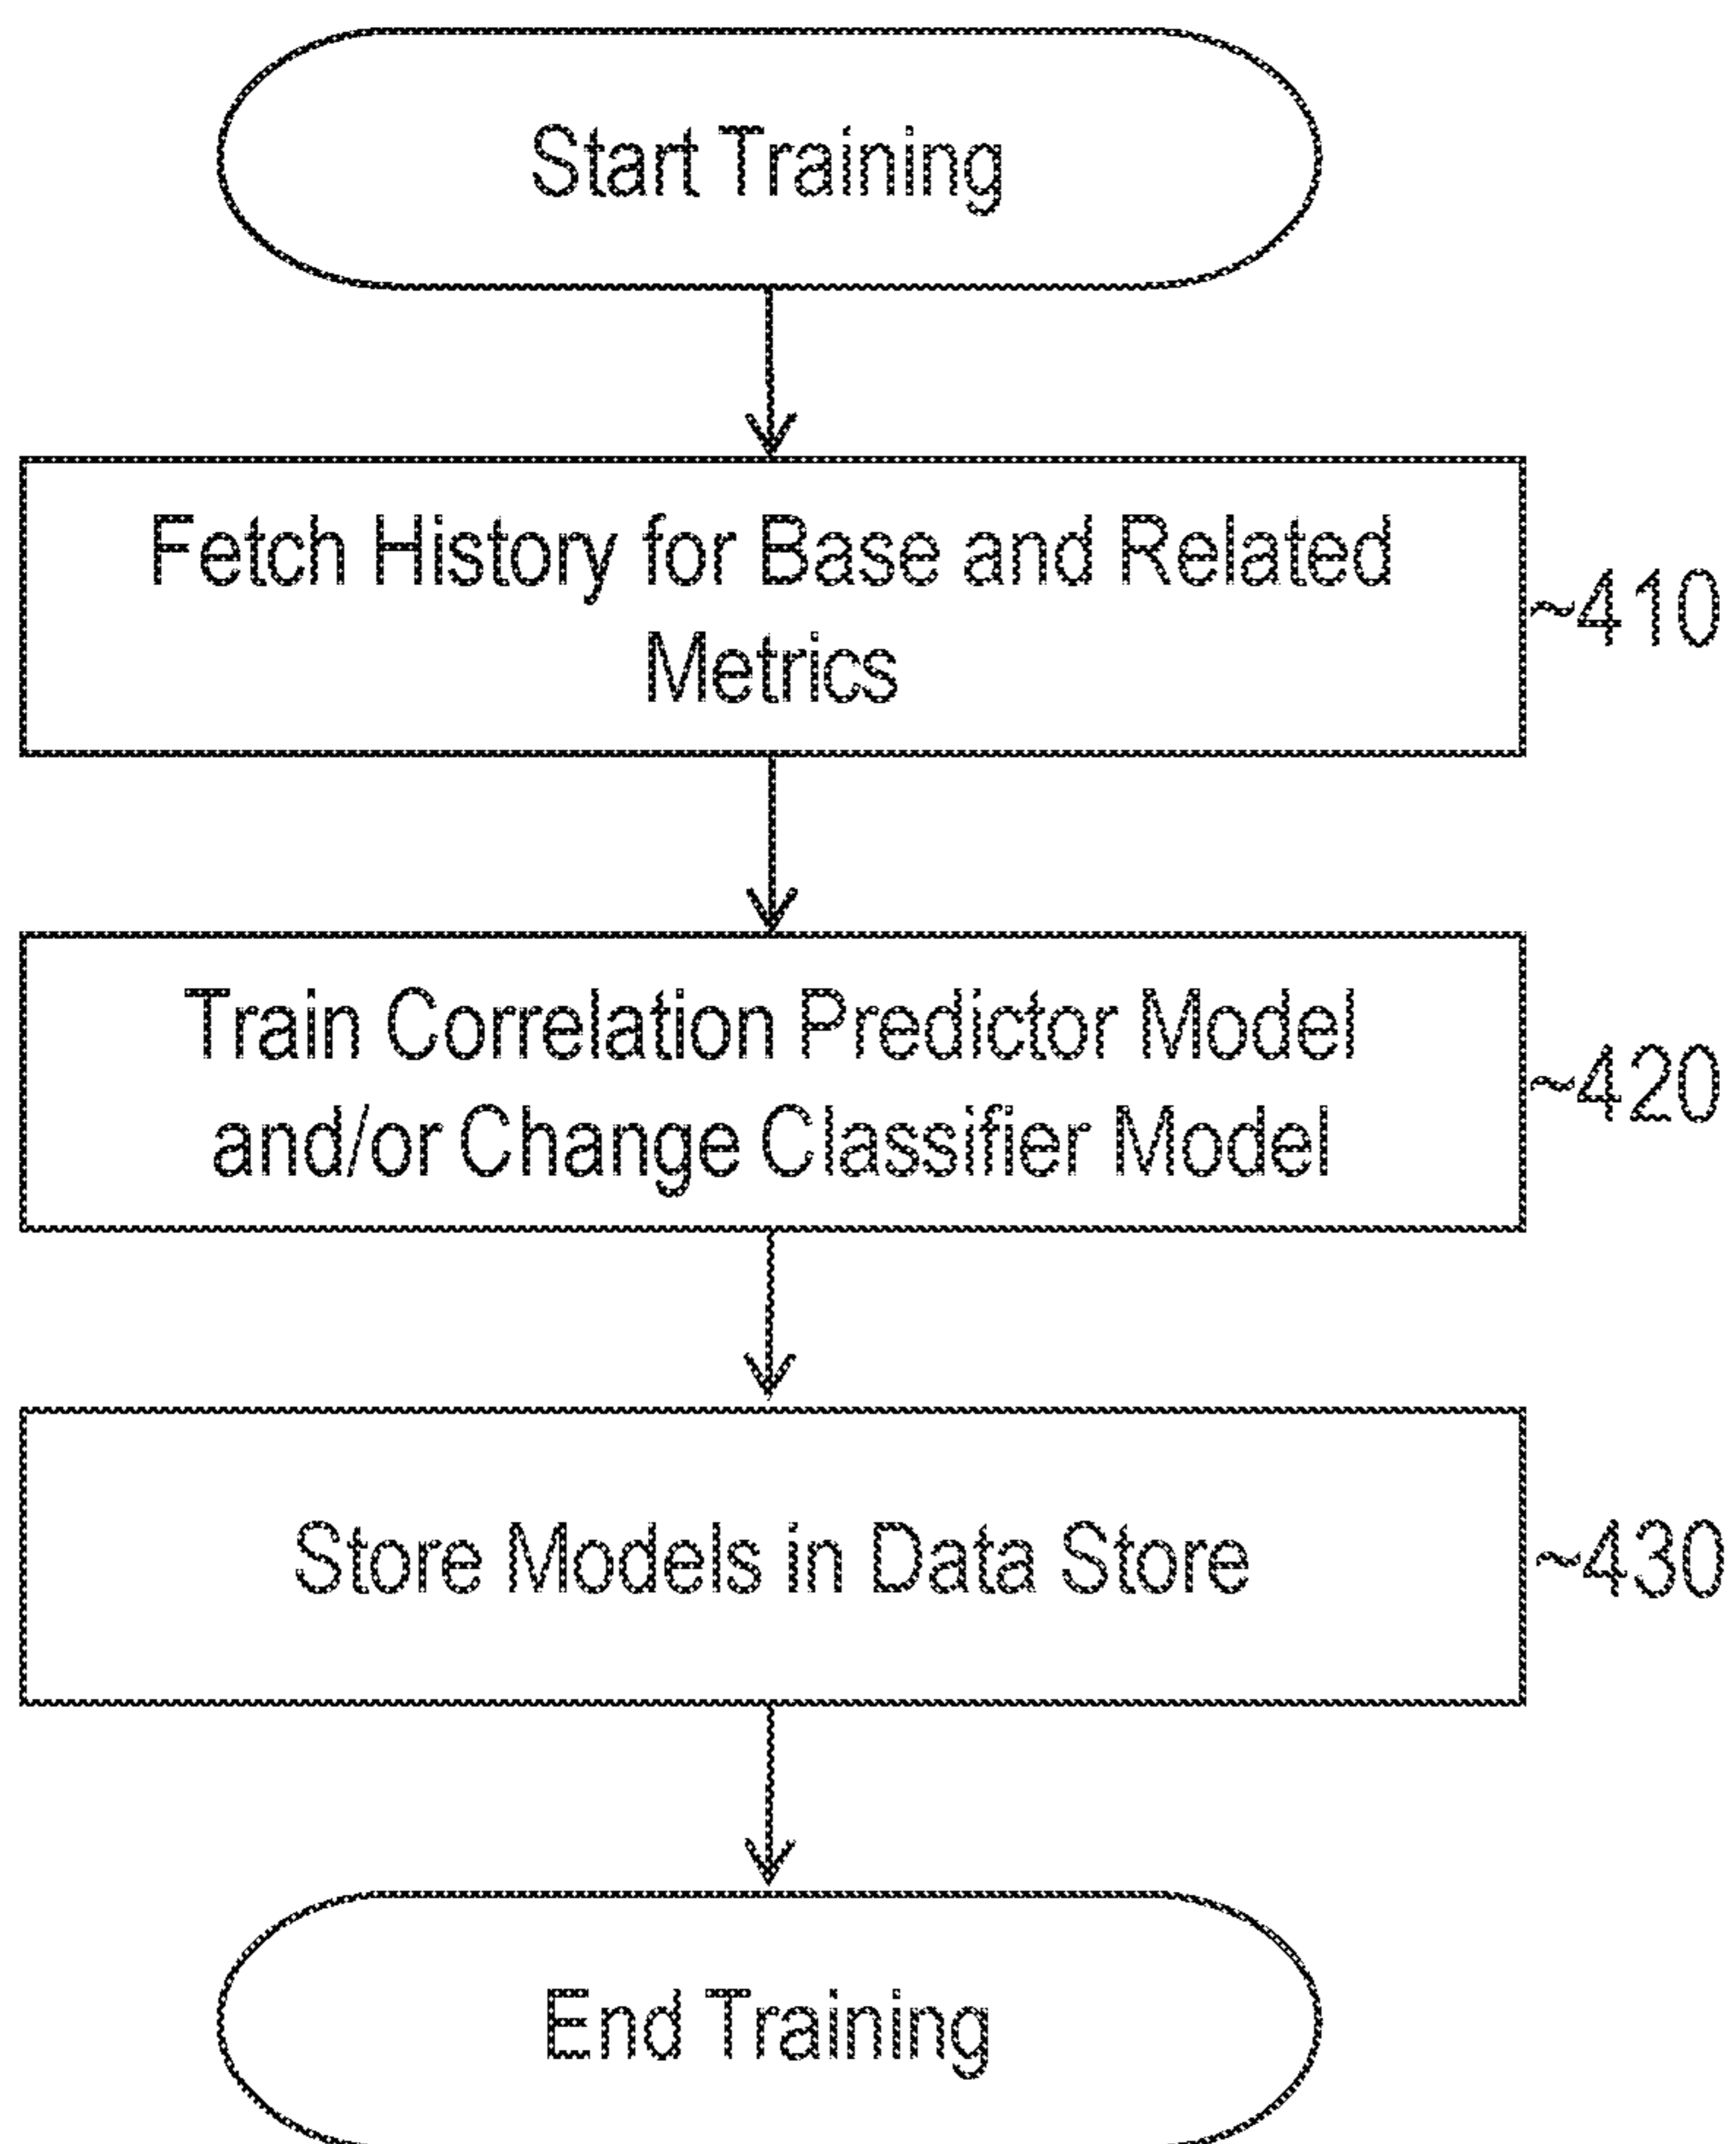 Start Training
Fetch History for Base and Related
Metrics
~410
Train Correlation Predictor Model
and/or Change Classifier Model
~420
Store Models in Data Store
~430
End Training